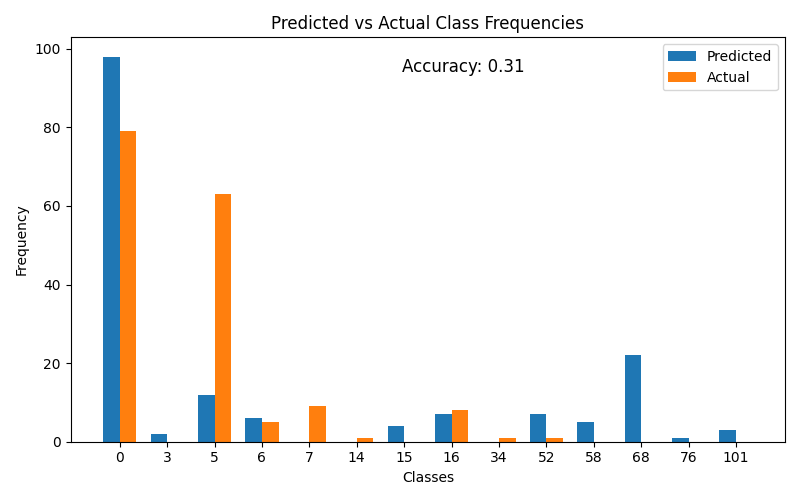 Predicted vs Actual Class Frequencies
Accuracy: 0.31
Predicted
Actual
Frequency
100
80
60
40
20
0
0 3 5 6 7 14 15 16 34 52 58 68 76 101
Classes